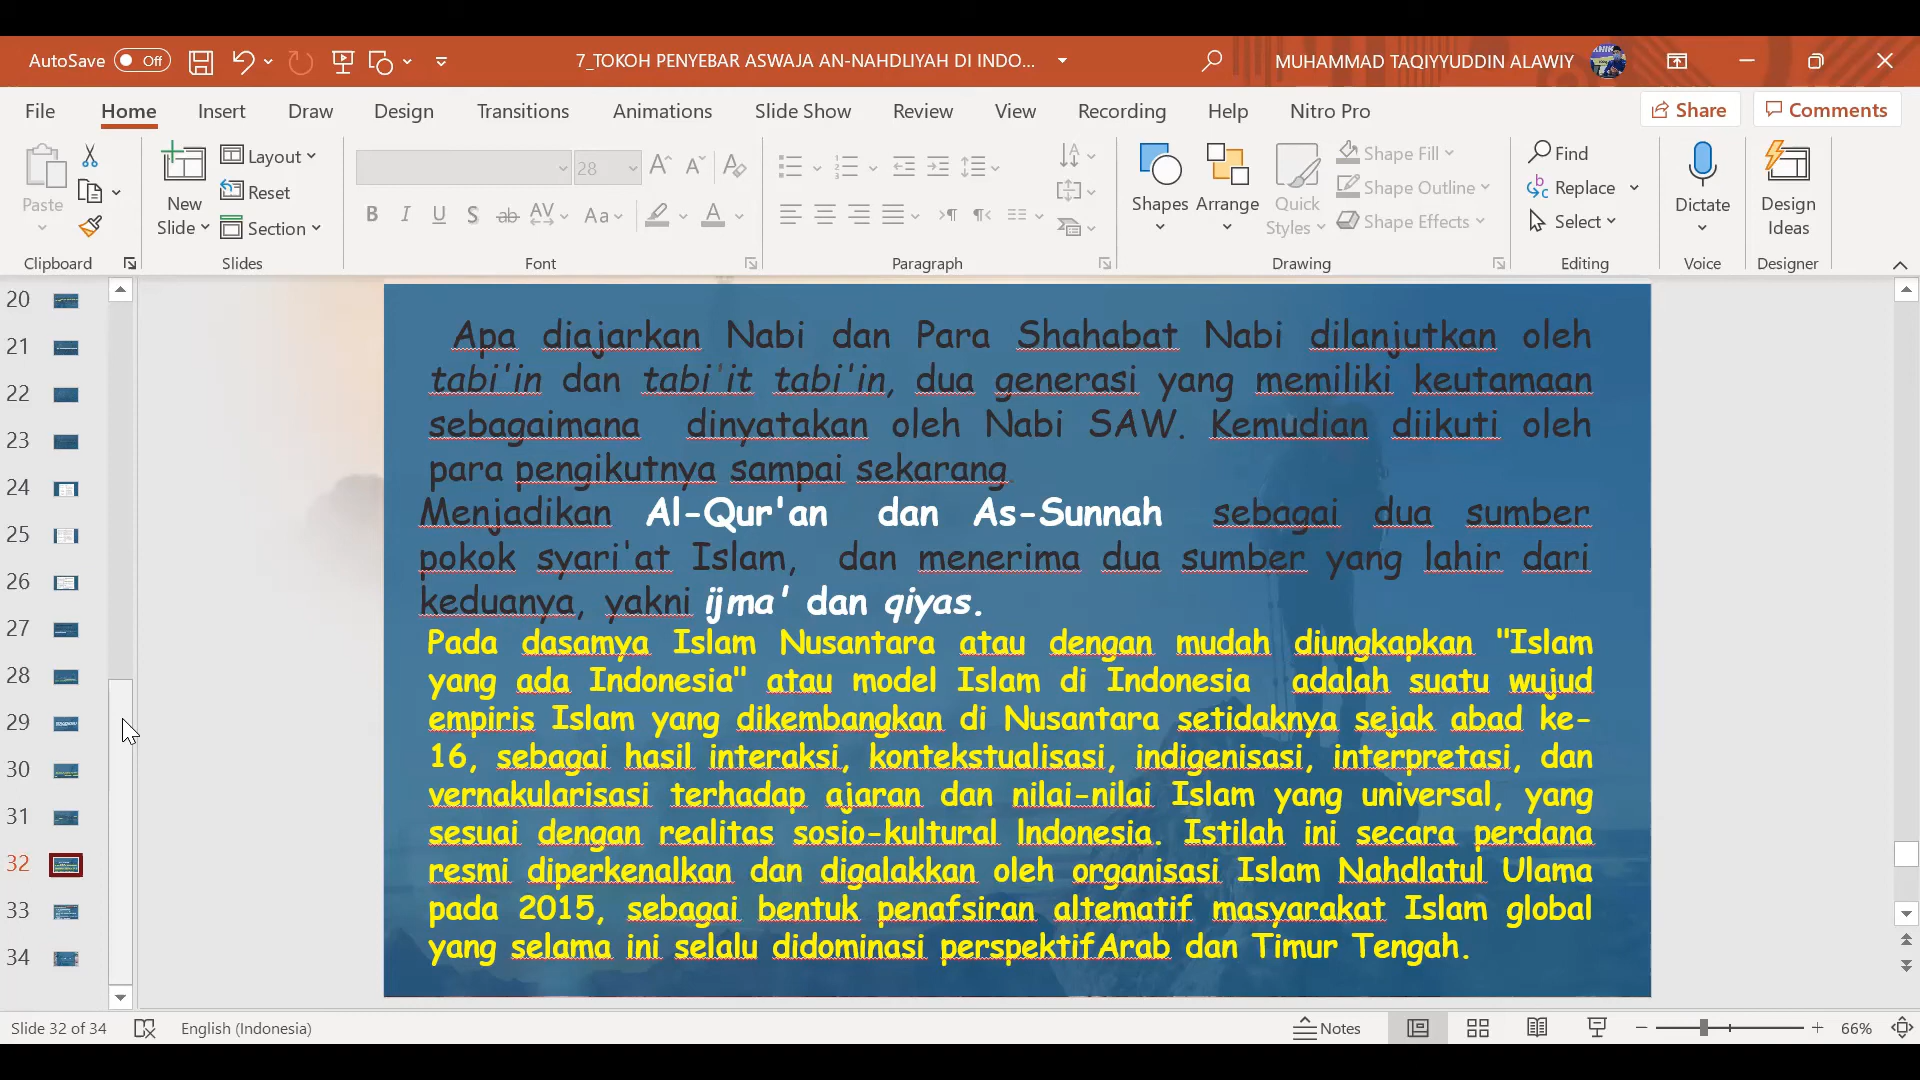 AutoSave Off 7_TOKOH PENYEBAR ASWAJA AN-NAHDLIYAH DI INDO... MUHAMMAD TAQIYYUDDIN ALAWIY
File Home Insert Draw Design Transitions Animations Slide Show Review View Recording Help Nitro Pro Share Comments
Paste
New Slide
Layout
Reset
Section
28
Shapes
Arrange
Quick Styles
Shape Fill
Shape Outline
Shape Effects
Find
Replace
Select
Dictate
Design Ideas
Clipboard Slides Font Paragraph Drawing Editing Voice Designer
20
21
22
23
24
25
26
27
28
29
30
31
32
33
34
Apa diajarkan Nabi dan Para Shahabat Nabi dilanjutkan oleh
tabi'in dan tabi'it tabi'in, dua generasi yang memiliki keutamaan
sebagaimana dinyatakan oleh Nabi SAW. Kemudian diikuti oleh
para pengikutnya sampai sekarang.
Menjadikan Al-Qur'an dan As-Sunnah sebagai dua sumber
pokok syari'at Islam, dan menerima dua sumber yang lahir dari
keduanya, yakni ijma' dan qiyas.
Pada dasamya Islam Nusantara atau dengan mudah diungkapkan "Islam
yang ada Indonesia" atau model Islam di Indonesia adalah suatu wujud
empiris Islam yang dikembangkan di Nusantara setidaknya sejak abad ke-
16, sebagai hasil interaksi, kontekstualisasi, indigenisasi, interpretasi, dan
vernakularisasi terhadap ajaran dan nilai-nilai Islam yang universal, yang
sesuai dengan realitas sosio-kultural lndonesia. Istilah ini secara perdana
resmi diperkenalkan dan digalakkan oleh organisasi Islam Nahdlatul Ulama
pada 2015, sebagai bentuk penafsiran altematif masyarakat Islam global
yang selama ini selalu didominasi perspektifArab dan Timur Tengah.
Slide 32 of 34 English (Indonesia) Notes 66%